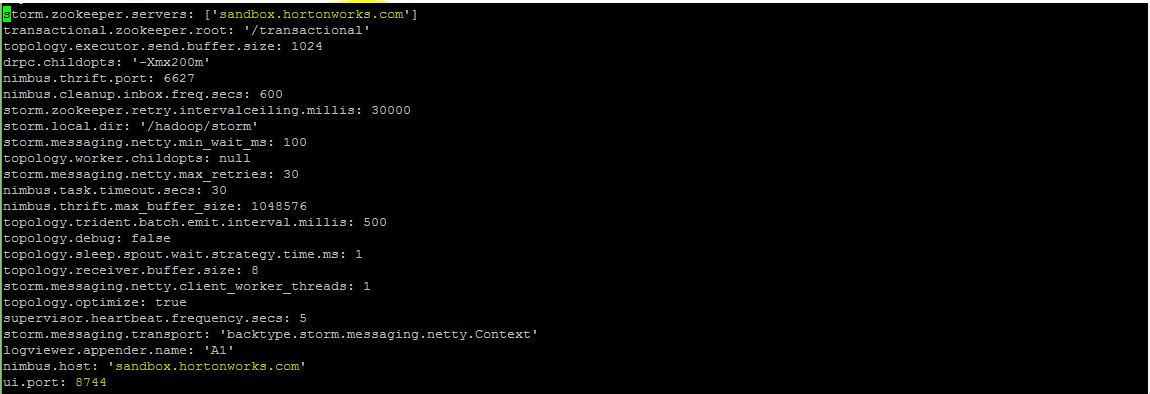 storm.zookeeper.servers: ['sandbox.hortonworks.com']
transactional.zookeeper.root: '/transactional'
topology.executor.send.buffer.size: 1024
drpc.childopts: '-Xmx200m'
nimbus.thrift.port: 6627
nimbus.cleanup.inbox.freq.secs: 600
storm.zookeeper.retry.intervalceiling.millis: 30000
storm.local.dir: '/hadoop/storm'
storm.messaging.netty.min_wait_ms: 100
topology.worker.childopts: null
storm.messaging.netty.max_retries: 30
nimbus.task.timeout.secs: 30
nimbus.thrift.max_buffer_size: 1048576
topology.trident.batch.emit.interval.millis: 500
topology.debug: false
topology.sleep.spout.wait.strategy.time.ms: 1
topology.receiver.buffer.size: 8
storm.messaging.netty.client_worker_threads: 1
topology.optimize: true
supervisor.heartbeat.frequency.secs: 5
storm.messaging.transport: 'backtype.storm.messaging.netty.Context'
logviewer.appender.name: 'A1'
nimbus.host: 'sandbox.hortonworks.com'
ui.port: 8744